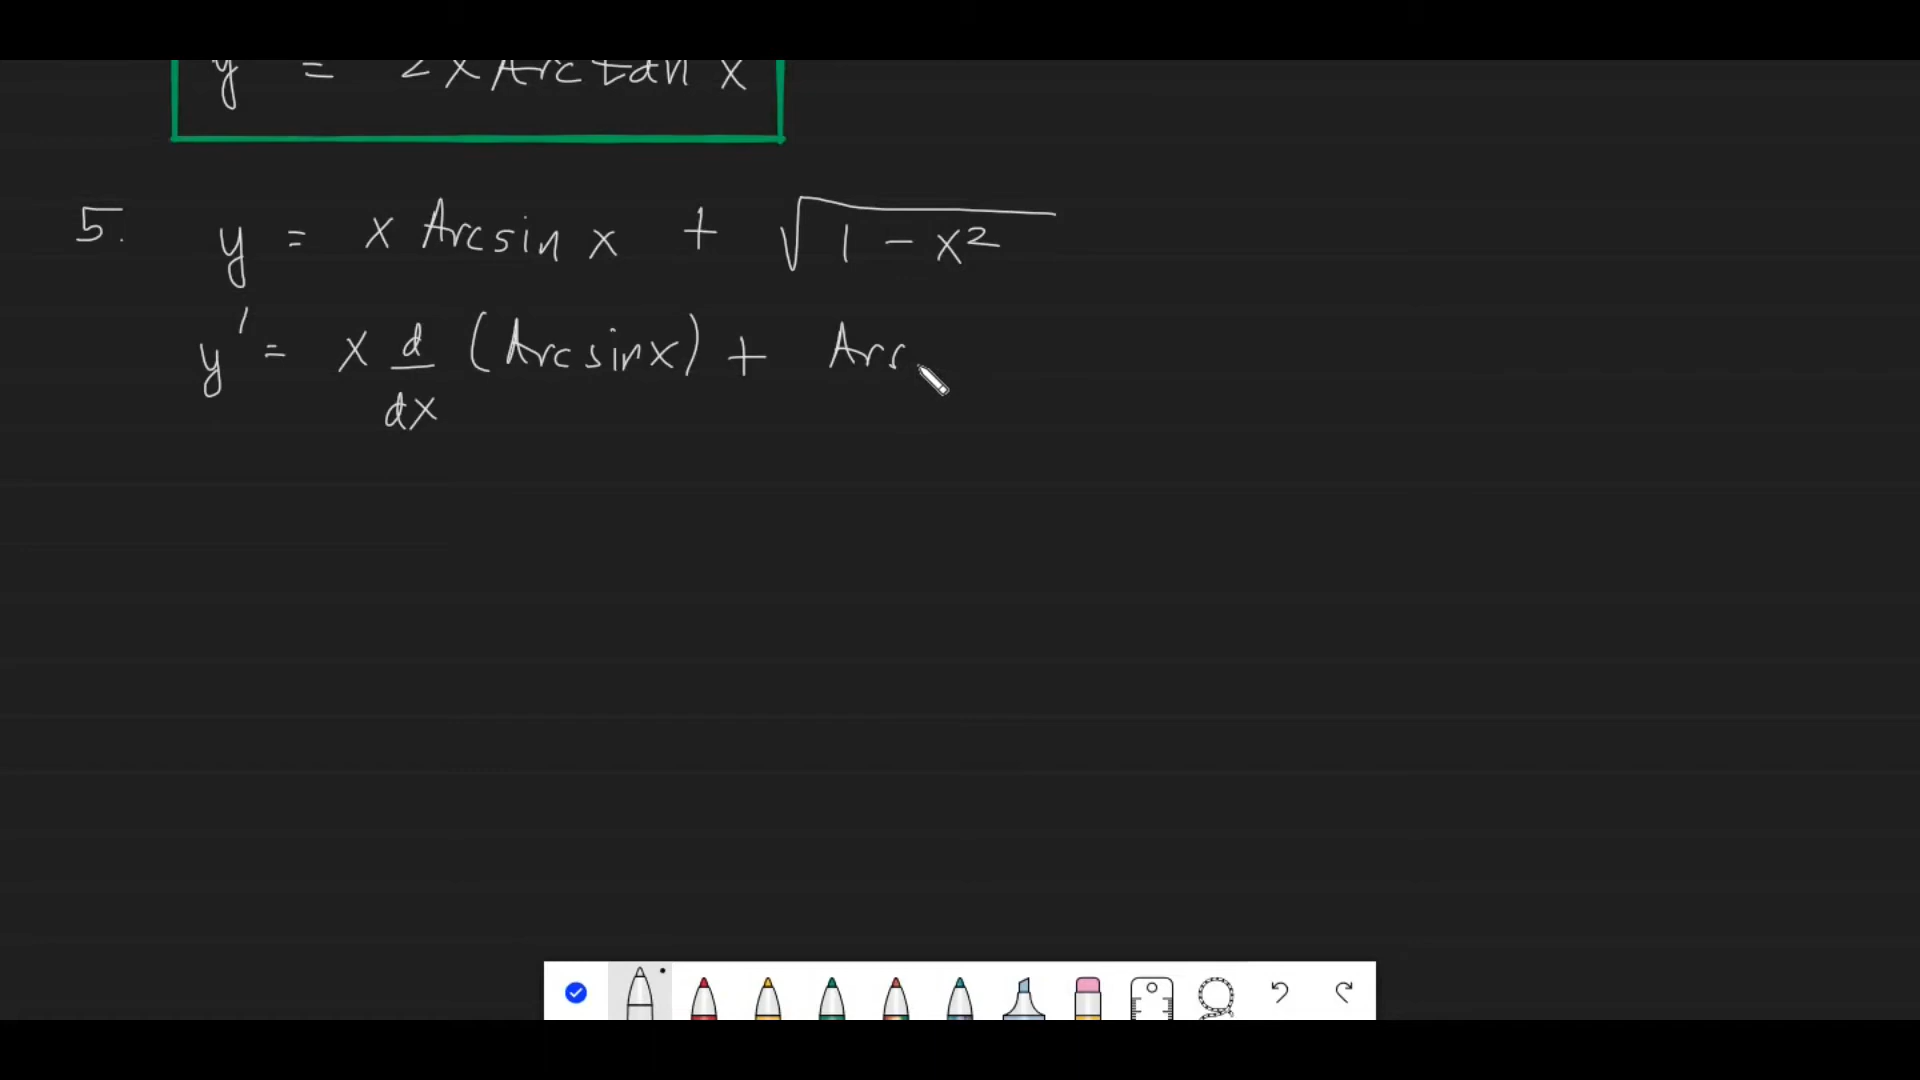 y = 2x Arctan x
5. y = x Arcsin x + √1 - x²
y' = x d/dx (Arcsinx) + Arc